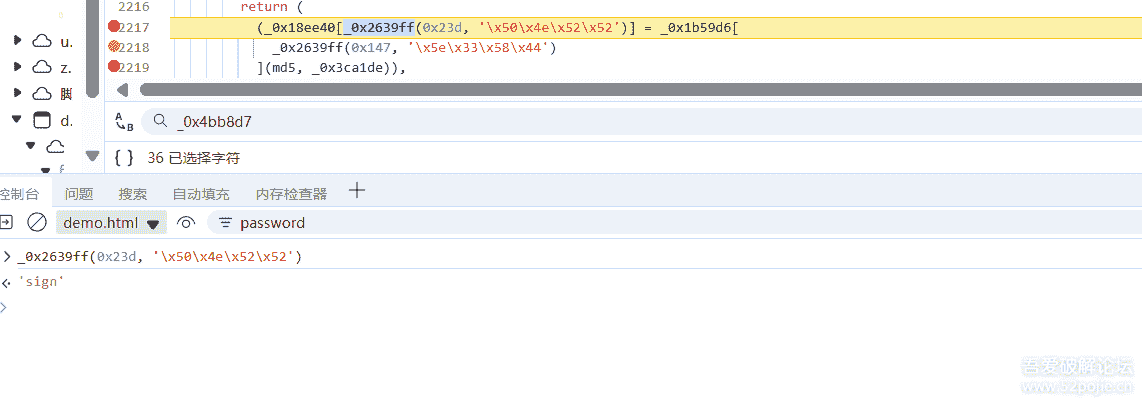 2216 return (
2217 (_0x18ee40[_0x2639ff(0x23d, '\x50\x4e\x52\x52')] = _0x1b59d6[
2218 _0x2639ff(0x147, '\x5e\x33\x58\x44')
2219 ](md5, _0x3ca1de)),
u.
z.
脚
d.
A B _0x4bb8d7
{ } 36 已选择字符
控制台 问题 搜索 自动填充 内存检查器 +
demo.html password
> _0x2639ff(0x23d, '\x50\x4e\x52\x52')
'sign'
>
吾爱破解论坛
www.52pojie.cn